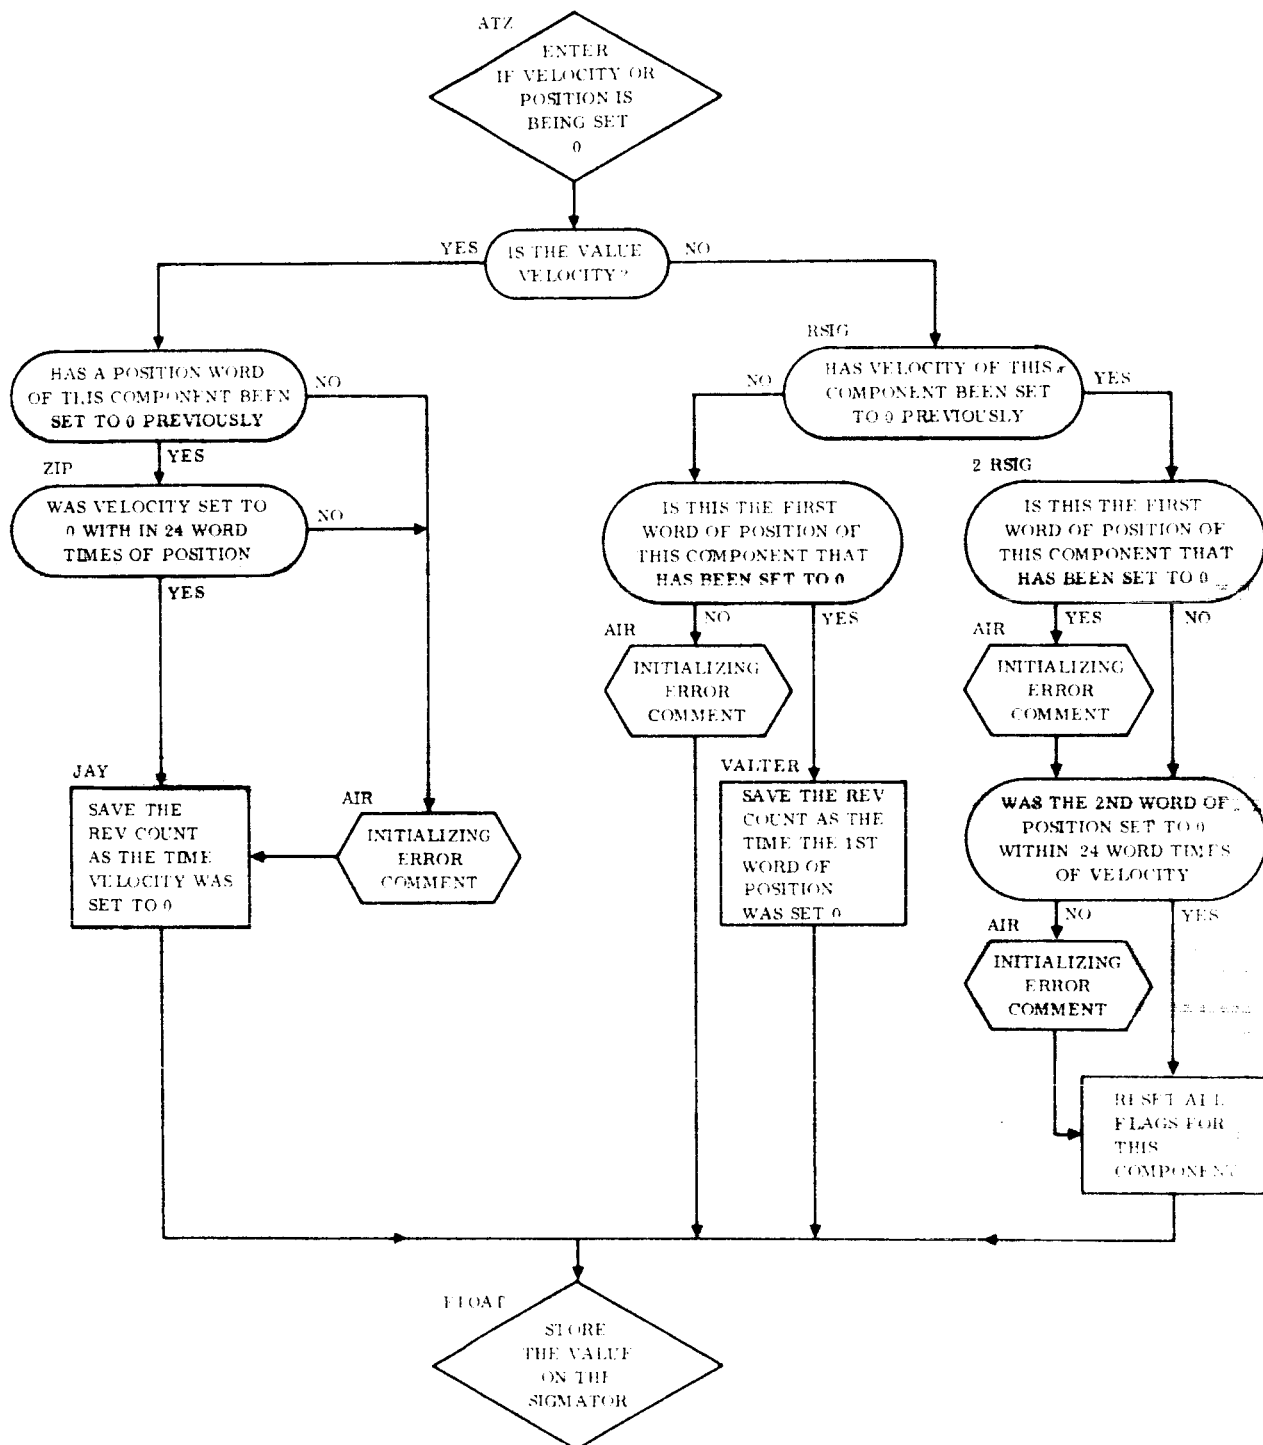 ATZ
ENTER
IF VELOCITY OR
POSITION IS
BEING SET
0
YES
IS THE VALUE
VELOCITY?
NO
HAS A POSITION WORD
OF THIS COMPONENT BEEN
SET TO 0 PREVIOUSLY
NO
YES
RSIG
HAS VELOCITY OF THIS
COMPONENT BEEN SET
TO 0 PREVIOUSLY
NO
YES
ZIP
WAS VELOCITY SET TO
0 WITH IN 24 WORD
TIMES OF POSITION
NO
YES
IS THIS THE FIRST
WORD OF POSITION OF
THIS COMPONENT THAT
HAS BEEN SET TO 0
NO
YES
2 RSIG
IS THIS THE FIRST
WORD OF POSITION OF
THIS COMPONENT THAT
HAS BEEN SET TO 0
YES
NO
AIR
INITIALIZING
ERROR
COMMENT
AIR
INITIALIZING
ERROR
COMMENT
JAY
SAVE THE
REV COUNT
AS THE TIME
VELOCITY WAS
SET TO 0
AIR
INITIALIZING
ERROR
COMMENT
VALTER
SAVE THE REV
COUNT AS THE
TIME THE 1ST
WORD OF
POSITION
WAS SET 0
WAS THE 2ND WORD OF
POSITION SET TO 0
WITHIN 24 WORD TIMES
OF VELOCITY
NO
YES
AIR
INITIALIZING
ERROR
COMMENT
RESET ALL
FLAGS FOR
THIS
COMPONENT
FLOAT
STORE
THE VALUE
ON THE
SIGMATOR